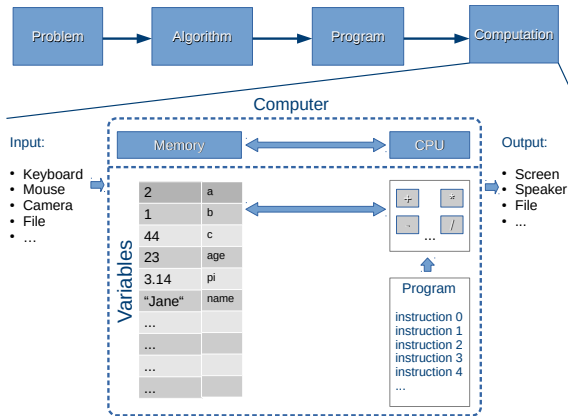 Problem
Algorithm
Program
Computation
Computer
Input:
• Keyboard
• Mouse
• Camera
• File
• ...
Memory
CPU
Output:
• Screen
• Speaker
• File
• ...
Variables
2 a
1 b
44 c
23 age
3.14 pi
“Jane“ name
...
...
...
...
+ *
- /
...
Program
instruction 0
instruction 1
instruction 2
instruction 3
instruction 4
...